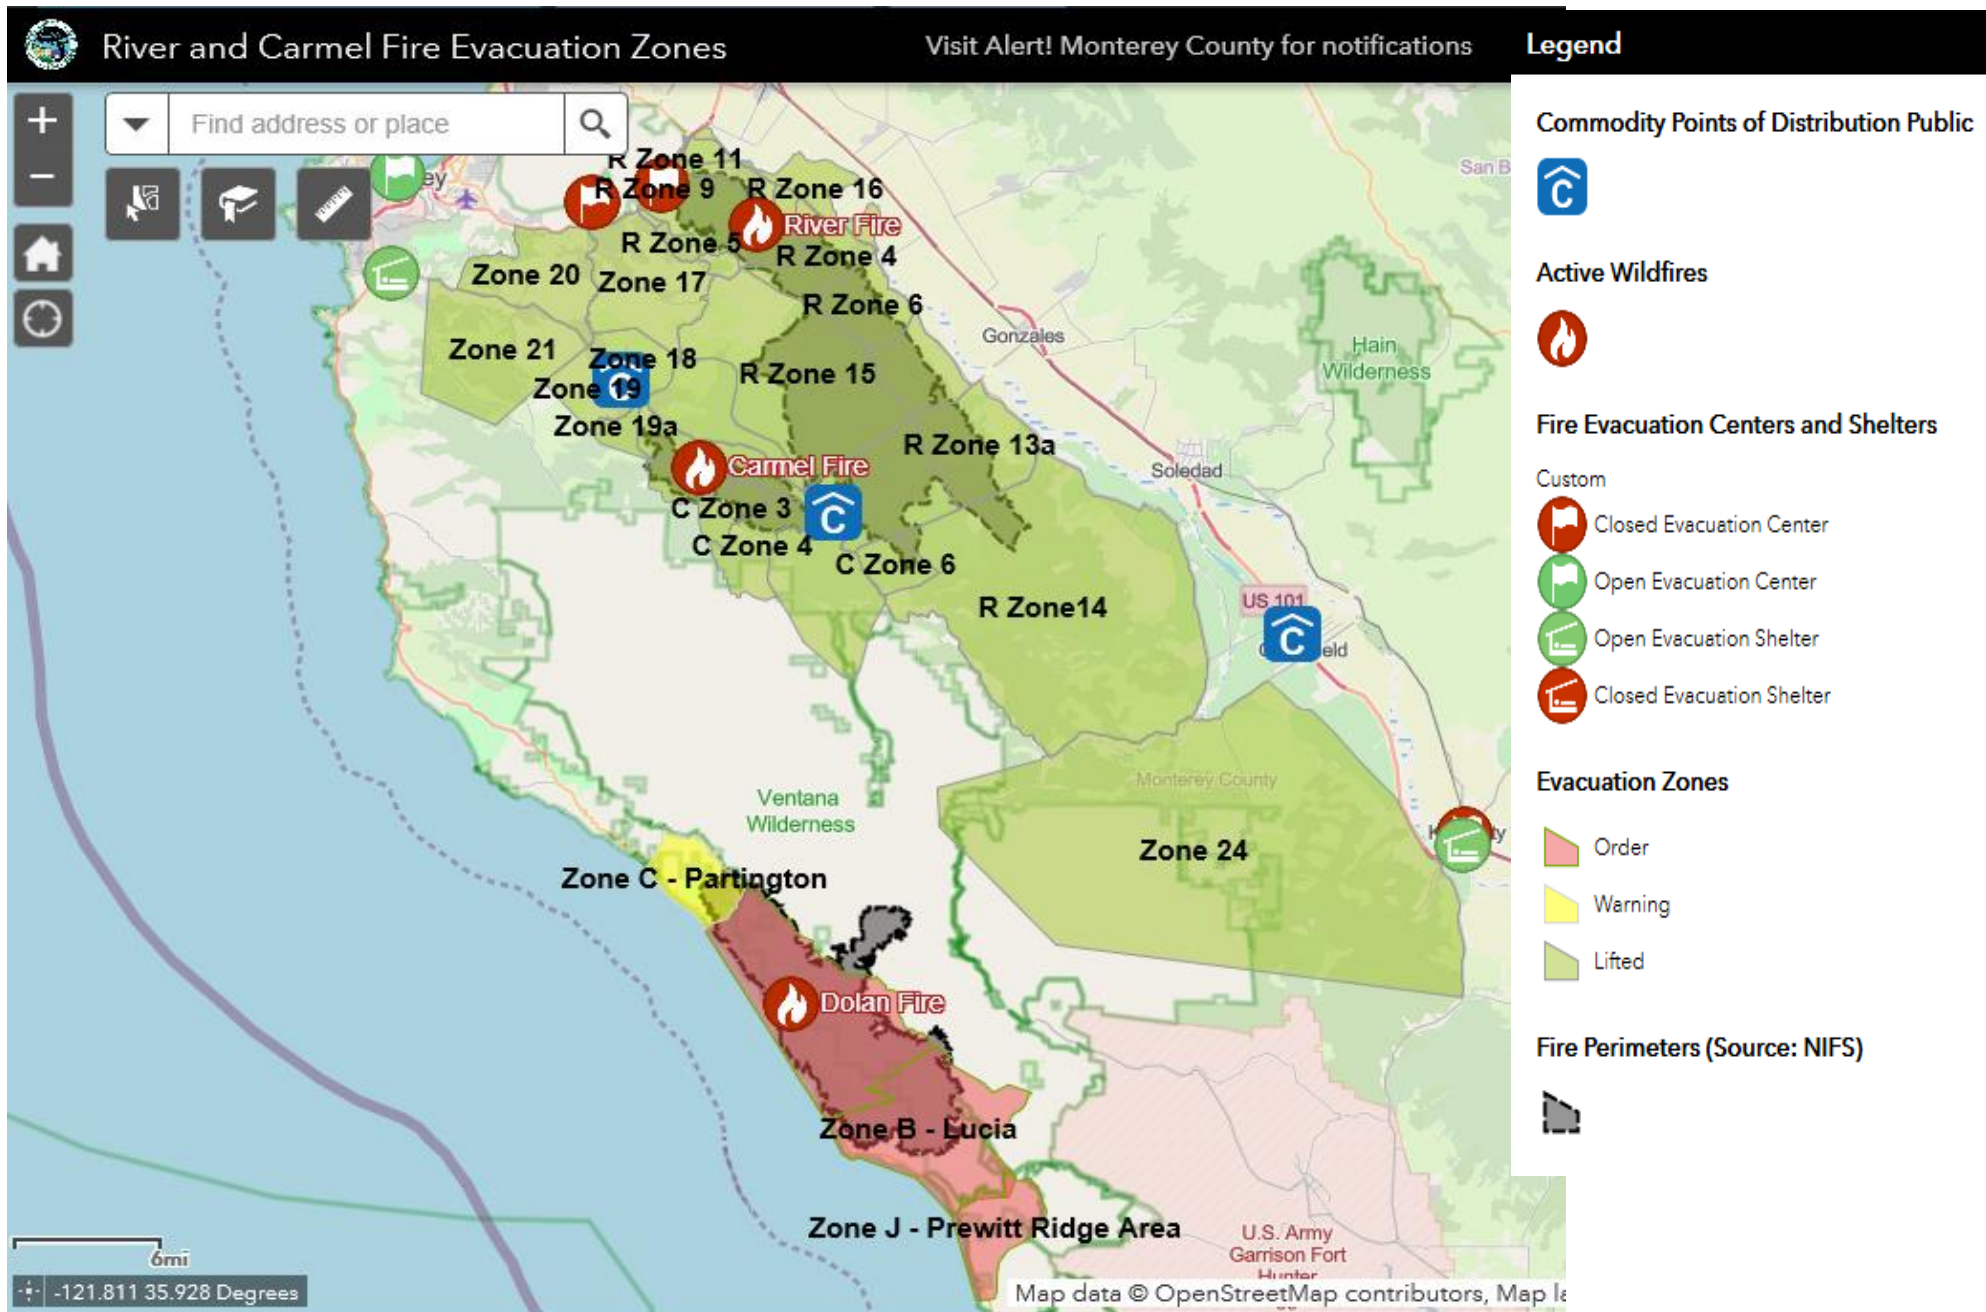 River and Carmel Fire Evacuation Zones
Visit Alert! Monterey County for notifications
Legend
+
Find address or place
−
Commodity Points of Distribution Public
C
Active Wildfires
Fire Evacuation Centers and Shelters
Custom
Closed Evacuation Center
Open Evacuation Center
Open Evacuation Shelter
Closed Evacuation Shelter
Evacuation Zones
Order
Warning
Lifted
Fire Perimeters (Source: NIFS)
R Zone 11
R Zone 9
R Zone 16
River Fire
R Zone 5
R Zone 4
Zone 20
Zone 17
R Zone 6
Gonzales
Hain
Wilderness
Zone 21
Zone 18
R Zone 15
Zone 19
C
Zone 19a
R Zone 13a
Carmel Fire
Soledad
C Zone 3
C
C Zone 4
C Zone 6
R Zone14
US 101
C
eld
Monterey County
Ventana
Wilderness
Zone 24
Zone C - Partington
Dolan Fire
Zone B - Lucia
Zone J - Prewitt Ridge Area
U.S. Army
Garrison Fort
Hunter
6mi
-121.811 35.928 Degrees
Map data © OpenStreetMap contributors, Map